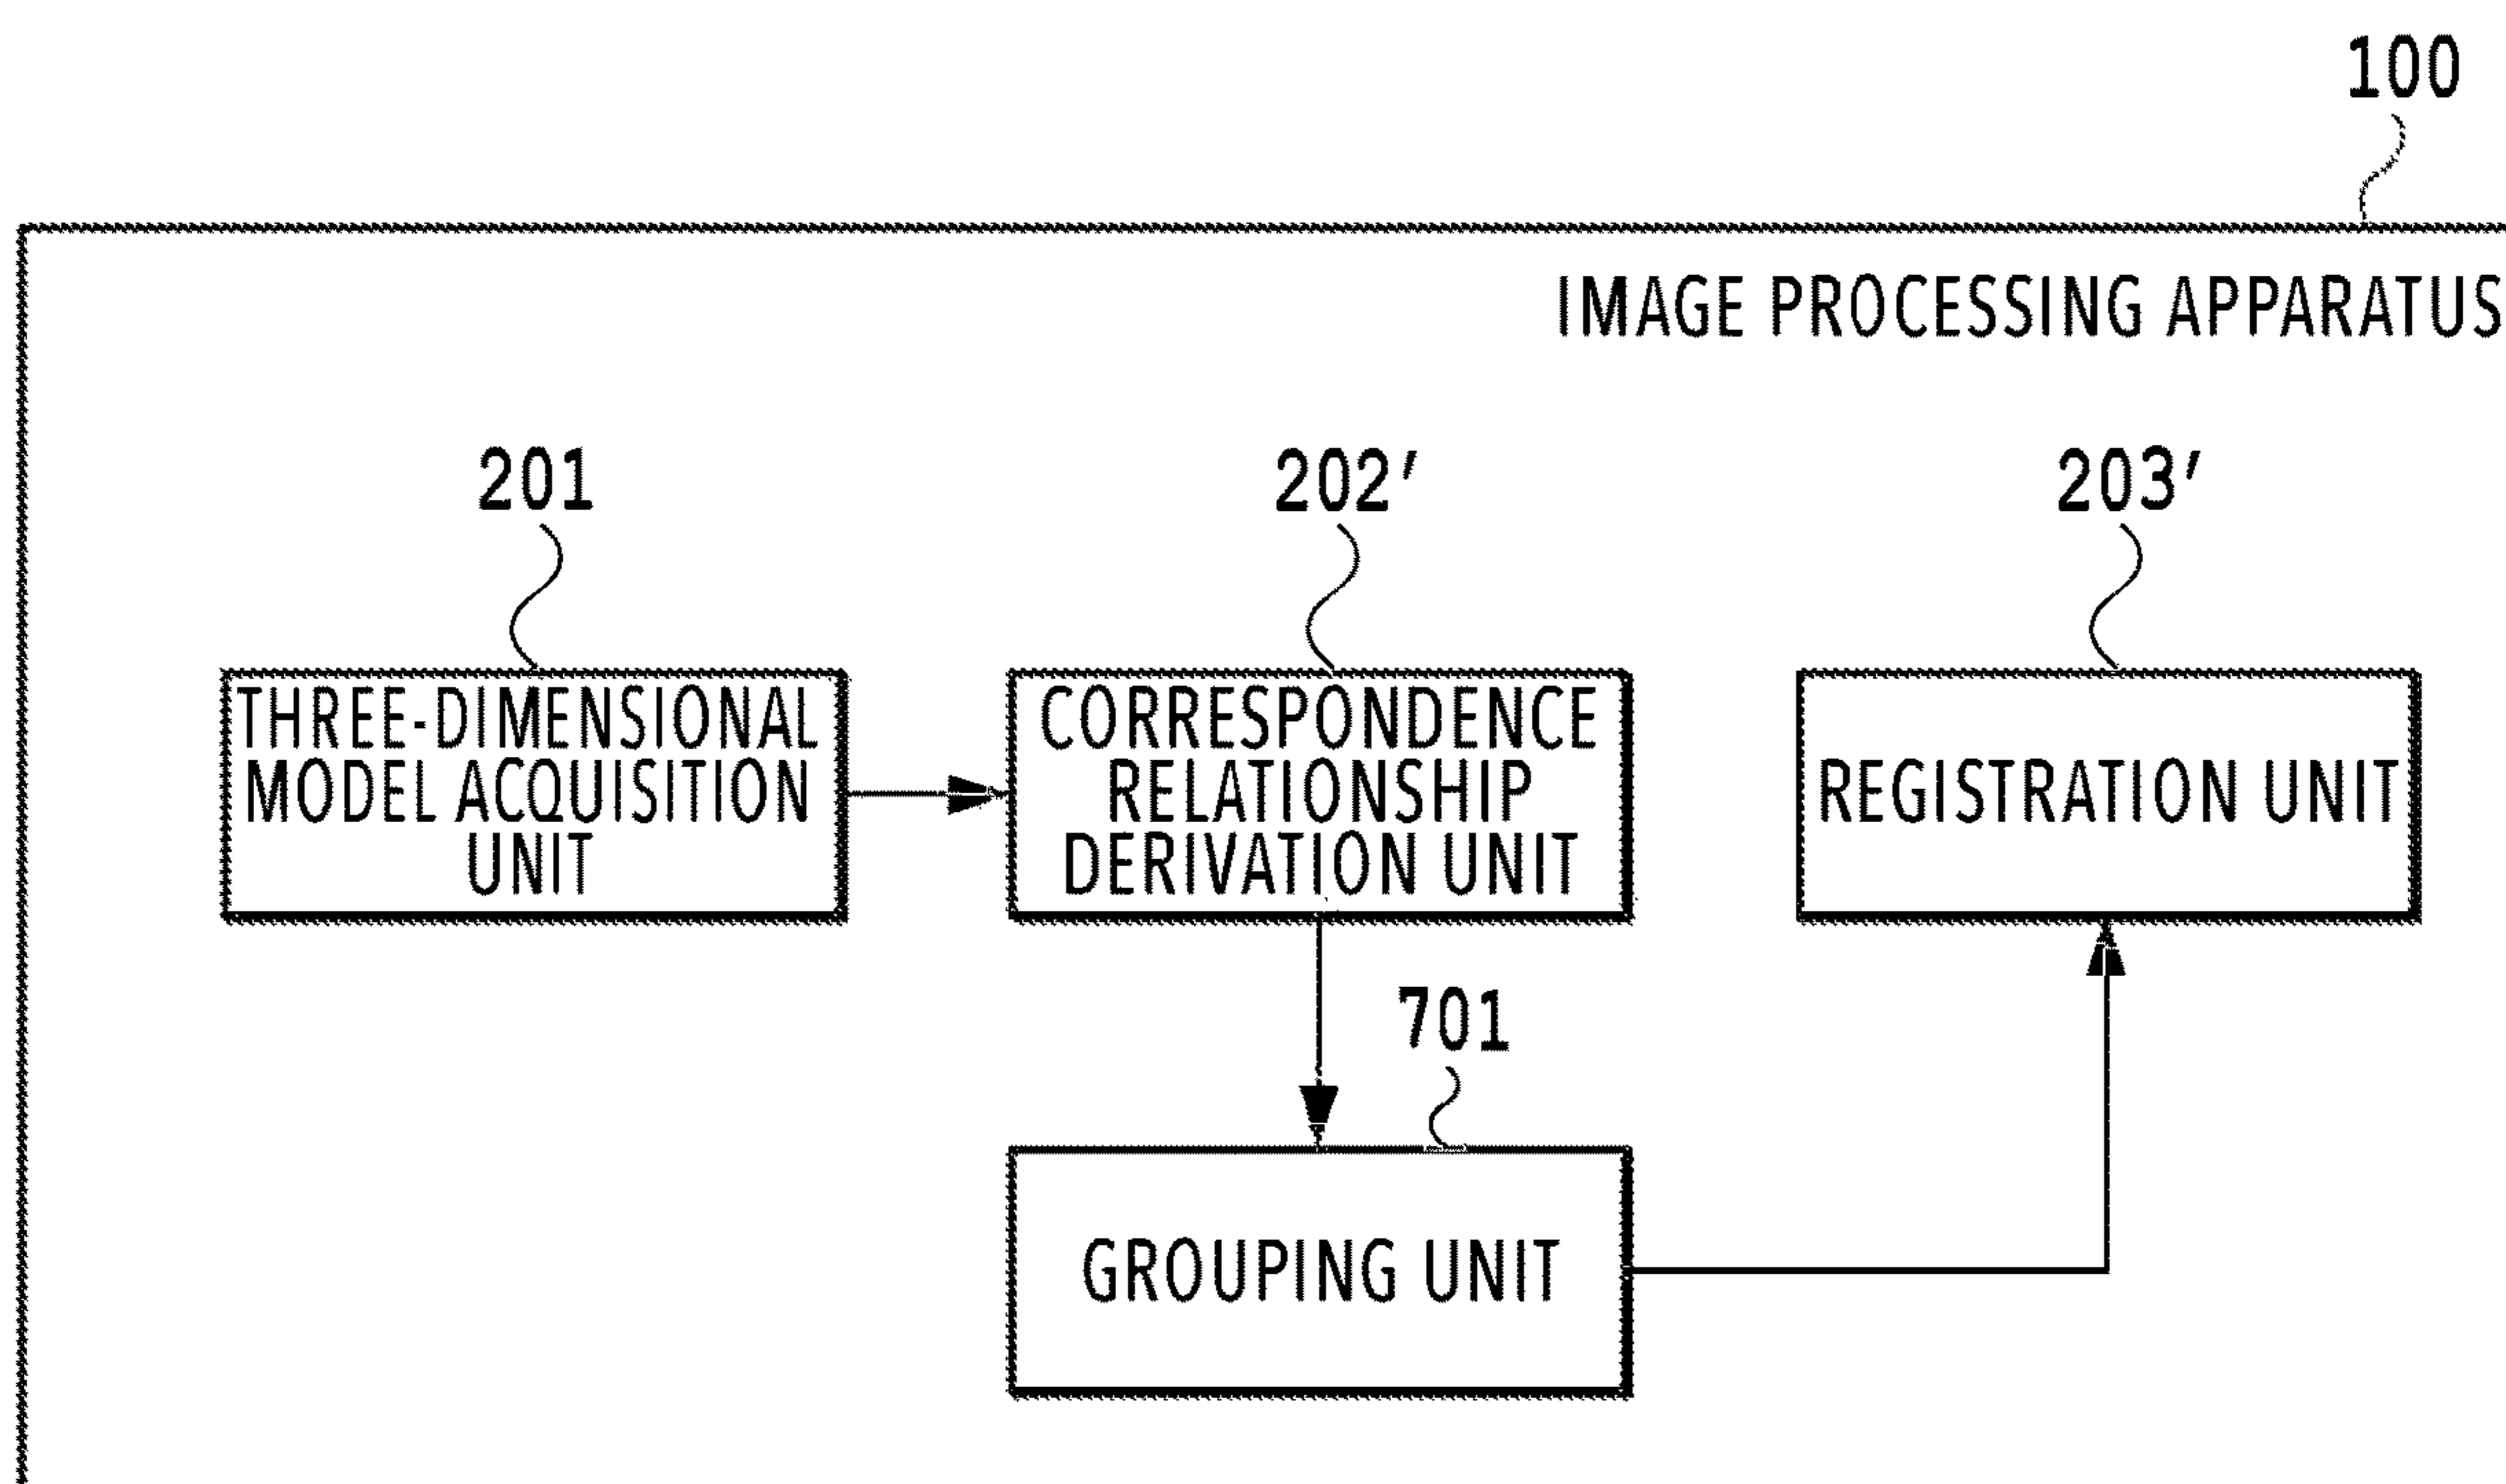 100
IMAGE PROCESSING APPARATUS
201
202′
203′
THREE-DIMENSIONAL
MODEL ACQUISITION
UNIT
CORRESPONDENCE
RELATIONSHIP
DERIVATION UNIT
REGISTRATION UNIT
701
GROUPING UNIT